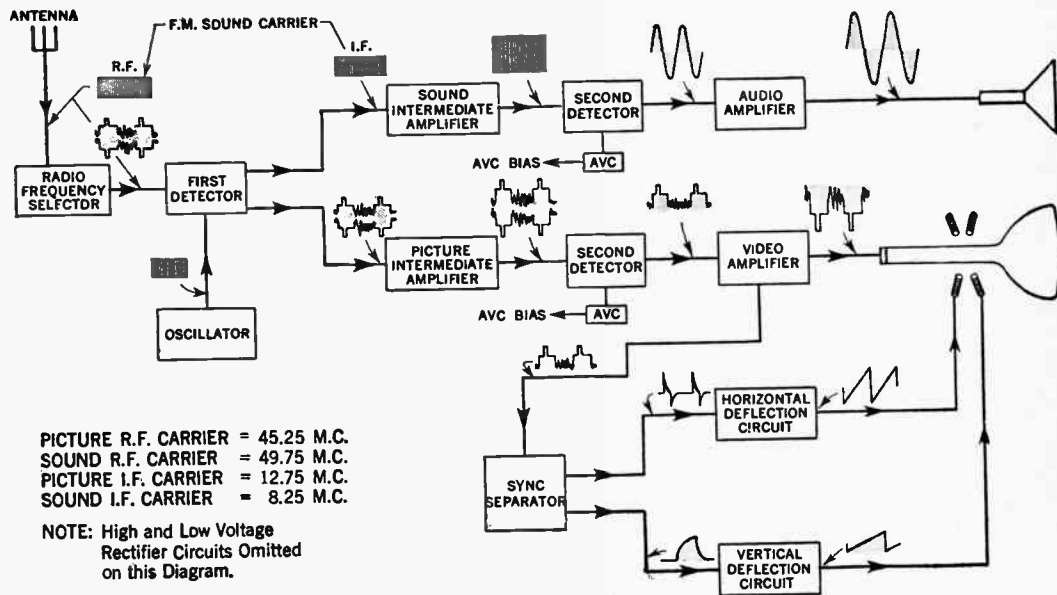 ANTENNA
F.M. SOUND CARRIER
R.F.
I.F.
SOUND
INTERMEDIATE
AMPLIFIER
SECOND
DETECTOR
AUDIO
AMPLIFIER
AVC BIAS
AVC
RADIO
FREQUENCY
SELECTOR
FIRST
DETECTOR
PICTURE
INTERMEDIATE
AMPLIFIER
SECOND
DETECTOR
VIDEO
AMPLIFIER
AVC BIAS
AVC
OSCILLATOR
HORIZONTAL
DEFLECTION
CIRCUIT
SYNC
SEPARATOR
VERTICAL
DEFLECTION
CIRCUIT
PICTURE R.F. CARRIER = 45.25 M.C.
SOUND R.F. CARRIER = 49.75 M.C.
PICTURE I.F. CARRIER = 12.75 M.C.
SOUND I.F. CARRIER = 8.25 M.C.
NOTE: High and Low Voltage
Rectifier Circuits Omitted
on this Diagram.